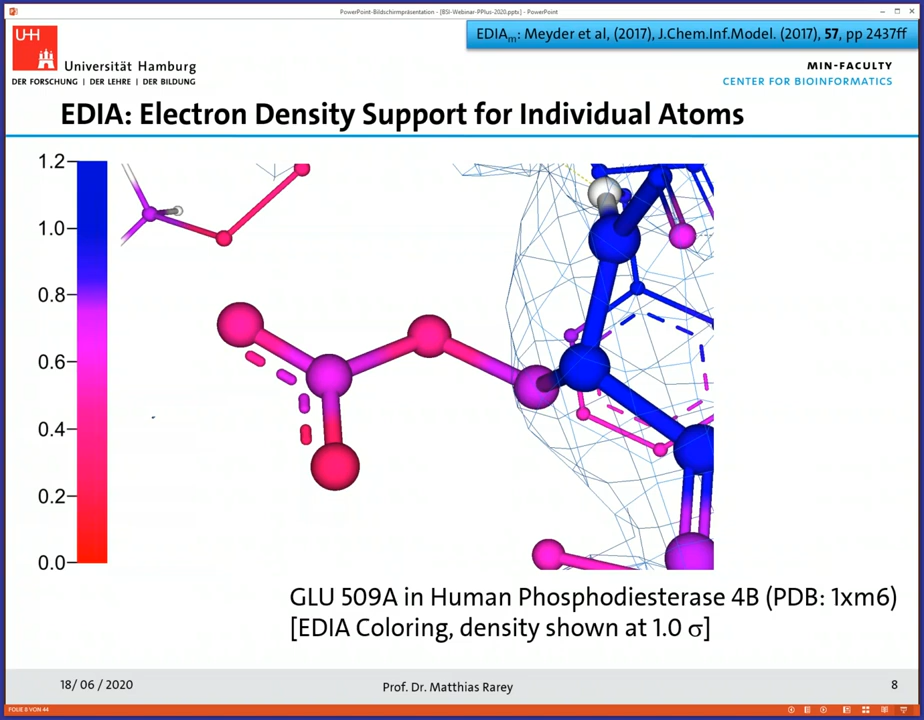 PowerPoint-Bildschirmpräsentation - [BSI-Webinar-PPlus-2020.pptx] - PowerPoint
EDIAm: Meyder et al, (2017), J.Chem.Inf.Model. (2017), 57, pp 2437ff
UH
Universität Hamburg
DER FORSCHUNG | DER LEHRE | DER BILDUNG
MIN-FACULTY
CENTER FOR BIOINFORMATICS
EDIA: Electron Density Support for Individual Atoms
1.2
1.0
0.8
0.6
0.4
0.2
0.0
GLU 509A in Human Phosphodiesterase 4B (PDB: 1xm6)
[EDIA Coloring, density shown at 1.0 σ]
18/ 06 / 2020
Prof. Dr. Matthias Rarey
8
FOLIE 8 VON 44